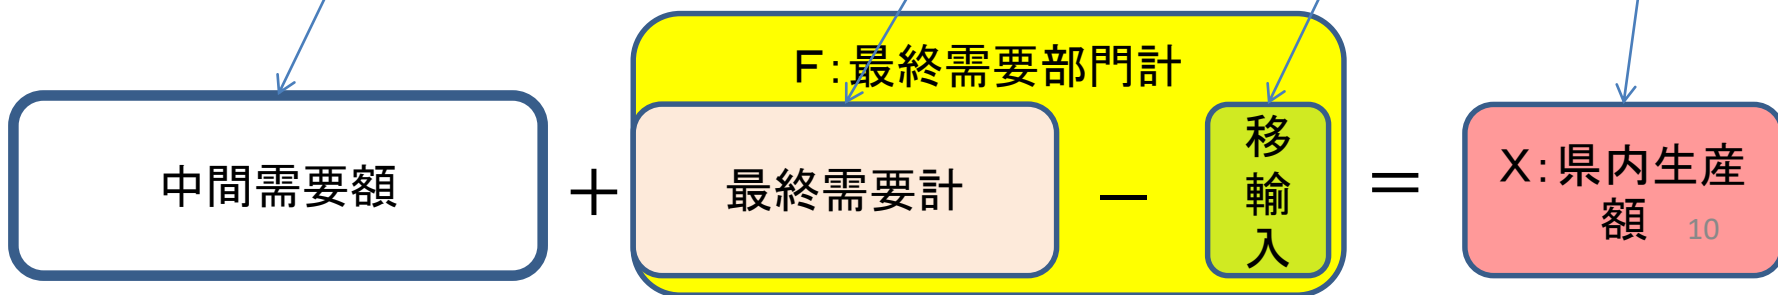 F:最終需要部門計
中間需要額
+
最終需要計
－
移
輸
入
=
X:県内生産
額
10